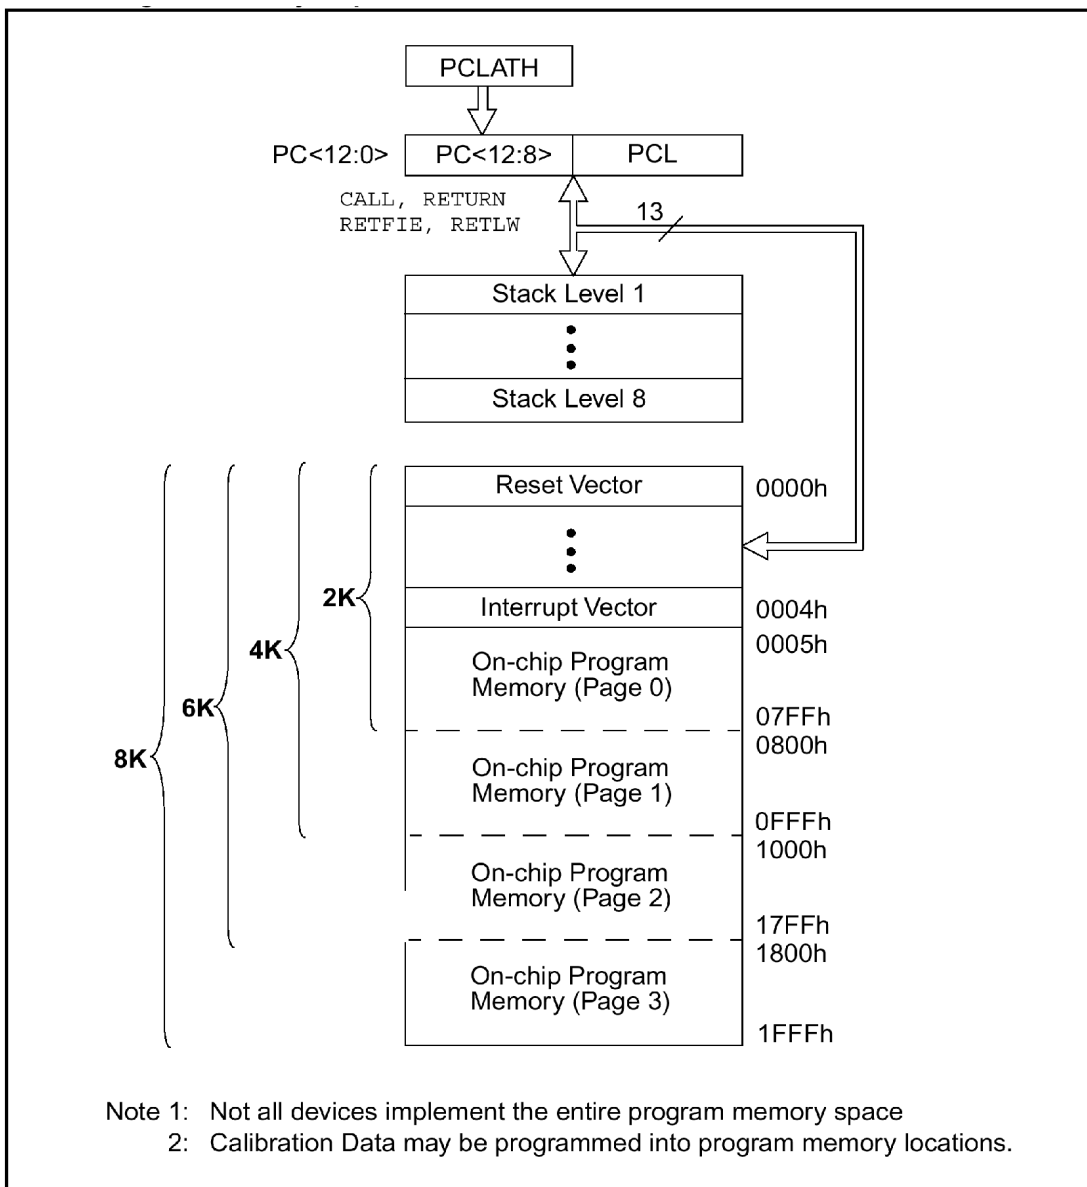 PCLATH
PC<12:0>
PC<12:8>
PCL
CALL, RETURN
RETFIE, RETLW
13
Stack Level 1
Stack Level 8
Reset Vector
0000h
Interrupt Vector
0004h
0005h
On-chip Program
Memory (Page 0)
07FFh
0800h
On-chip Program
Memory (Page 1)
0FFFh
1000h
On-chip Program
Memory (Page 2)
17FFh
1800h
On-chip Program
Memory (Page 3)
1FFFh
2K
4K
6K
8K
Note 1: Not all devices implement the entire program memory space
2: Calibration Data may be programmed into program memory locations.